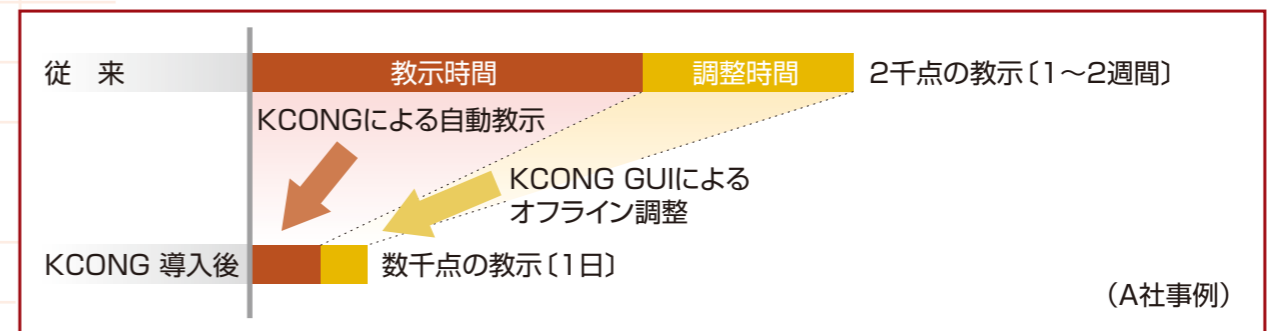 従　来
教示時間
調整時間
2千点の教示〔1～2週間〕
KCONGによる自動教示
KCONG GUIによる
オフライン調整
KCONG 導入後
数千点の教示〔1日〕
（A社事例）